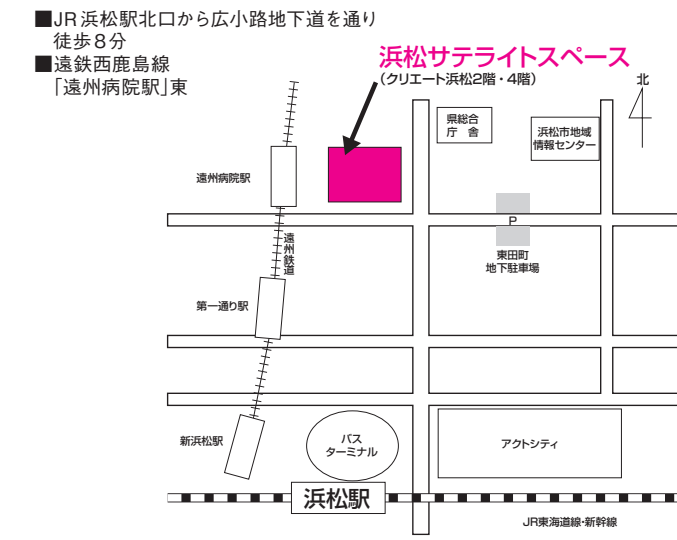 ■JR浜松駅北口から広小路地下道を通り
徒歩8分
■遠鉄西鹿島線
「遠州病院駅」東
浜松サテライトスペース
(クリエート浜松2階・4階)
北
県総合
庁 舎
浜松市地域
情報センター
遠州病院駅
P
遠州鉄道
東田町
地下駐車場
第一通り駅
新浜松駅
バス
ターミナル
アクトシティ
浜松駅
JR東海道線・新幹線